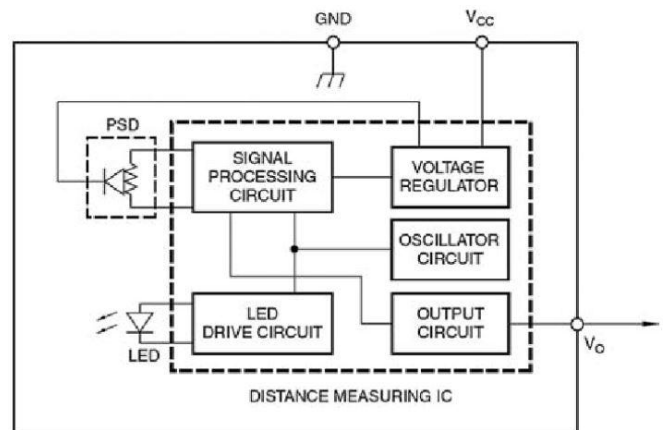 GND
VCC
PSD
SIGNAL
PROCESSING
CIRCUIT
VOLTAGE
REGULATOR
OSCILLATOR
CIRCUIT
LED
DRIVE CIRCUIT
OUTPUT
CIRCUIT
LED
VO
DISTANCE MEASURING IC